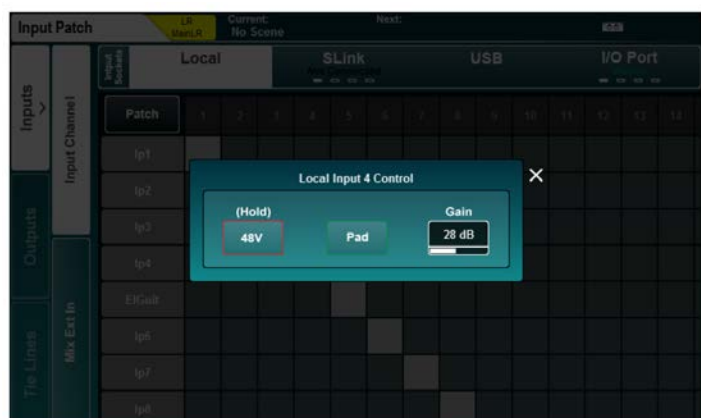 Input Patch
LR
MainLR
Current:
No Scene
Next:
Inputs
Outputs
Tie Lines
Input Channel
Mix Ext In
Input
Sockets
Local
SLink
USB
I/O Port
Patch 1 2 3 4 5 6 7 8 9 10 11 12 13 14
Ip1
Ip2
Ip3
Ip4
ElGuit
Ip6
Ip7
Ip8
Local Input 4 Control
(Hold)
48V
Pad
Gain
28 dB